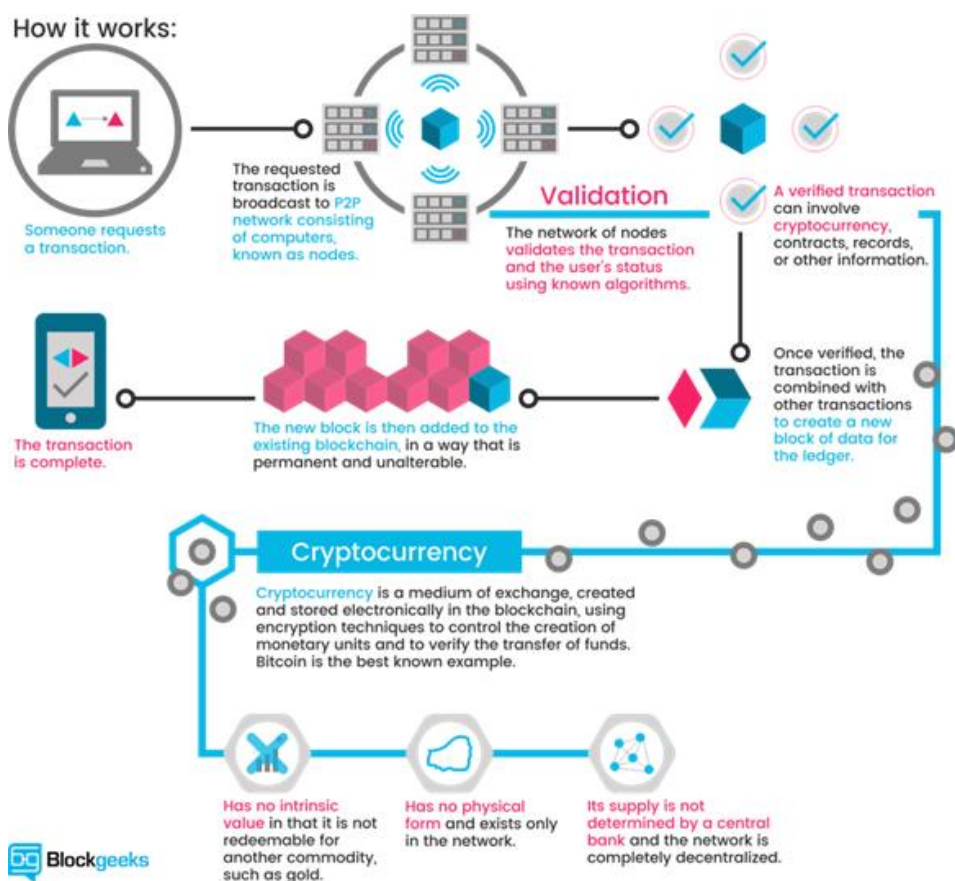 How it works:
Someone requests
a transaction.
The requested
transaction is
broadcast to P2P
network consisting
of computers,
known as nodes.
Validation
The network of nodes
validates the transaction
and the user's status
using known algorithms.
A verified transaction
can involve
cryptocurrency,
contracts, records,
or other information.
Once verified, the
transaction is
combined with
other transactions
to create a new
block of data for
the ledger.
The new block is then added to the
existing blockchain, in a way that is
permanent and unalterable.
The transaction
is complete.
Cryptocurrency
Cryptocurrency is a medium of exchange, created
and stored electronically in the blockchain, using
encryption techniques to control the creation of
monetary units and to verify the transfer of funds.
Bitcoin is the best known example.
Has no intrinsic
value in that it is not
redeemable for
another commodity,
such as gold.
Has no physical
form and exists only
in the network.
Its supply is not
determined by a central
bank and the network is
completely decentralized.
bg Blockgeeks